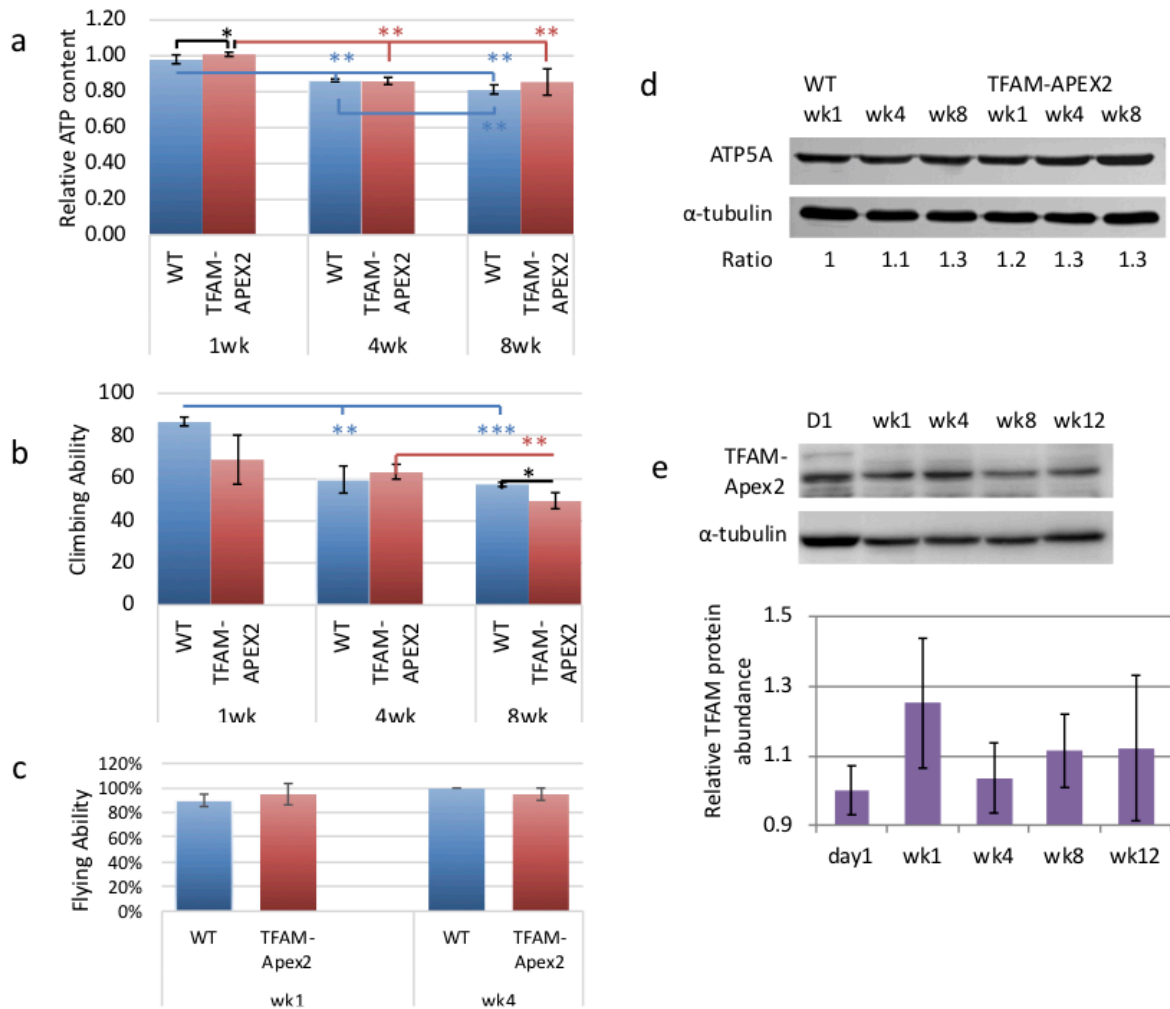 a
Relative ATP content
1.20
1.00
0.80
0.60
0.40
0.20
0.00
*
**
**
**
**
**
WT
TFAM-
APEX2
WT
TFAM-
APEX2
WT
TFAM-
APEX2
1wk
4wk
8wk
b
Climbing Ability
100
80
60
40
20
0
**
***
**
*
WT
TFAM-
APEX2
WT
TFAM-
APEX2
WT
TFAM-
APEX2
1wk
4wk
8wk
c
Flying Ability
120%
100%
80%
60%
40%
20%
0%
WT
TFAM-
Apex2
WT
TFAM-
Apex2
wk1
wk4
d
WT TFAM-APEX2
wk1 wk4 wk8 wk1 wk4 wk8
ATP5A
α-tubulin
Ratio 1 1.1 1.3 1.2 1.3 1.3
e
D1 wk1 wk4 wk8 wk12
TFAM-
Apex2
α-tubulin
Relative TFAM protein
abundance
1.5
1.3
1.1
0.9
day1 wk1 wk4 wk8 wk12